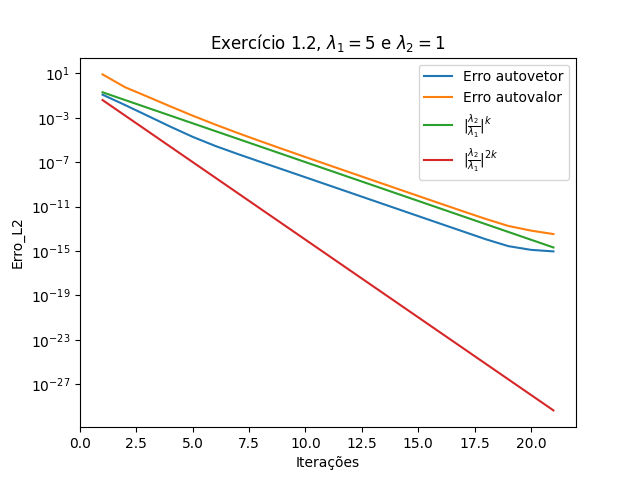 Exercício 1.2, λ₁ = 5 e λ₂ = 1
Erro autovetor
Erro autovalor
|λ₂/λ₁|ᵏ
|λ₂/λ₁|²ᵏ
10¹
10⁻³
10⁻⁷
10⁻¹¹
10⁻¹⁵
10⁻¹⁹
10⁻²³
10⁻²⁷
Erro_L2
0.0 2.5 5.0 7.5 10.0 12.5 15.0 17.5 20.0
Iterações